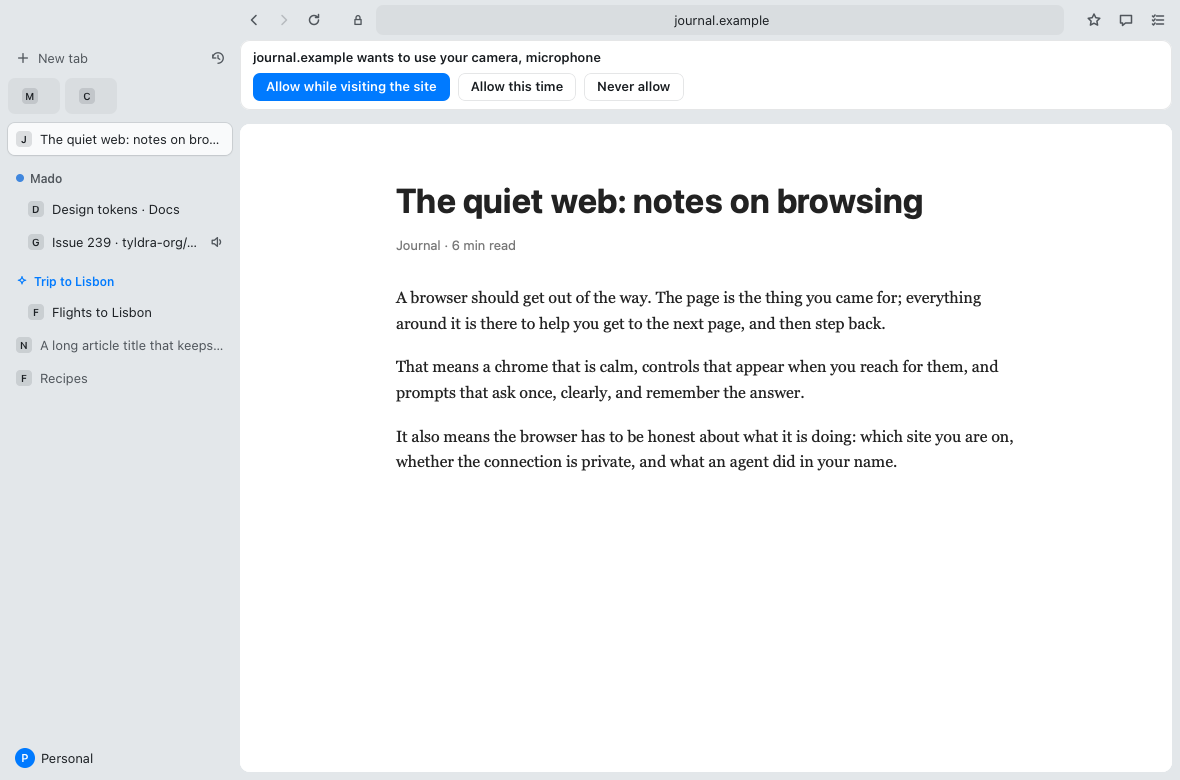 journal.example
New tab
M
C
J The quiet web: notes on bro...
Mado
D Design tokens · Docs
G Issue 239 · tyldra-org/...
Trip to Lisbon
F Flights to Lisbon
N A long article title that keeps...
F Recipes
P Personal
journal.example wants to use your camera, microphone
Allow while visiting the site
Allow this time
Never allow
The quiet web: notes on browsing
Journal · 6 min read
A browser should get out of the way. The page is the thing you came for; everything
around it is there to help you get to the next page, and then step back.
That means a chrome that is calm, controls that appear when you reach for them, and
prompts that ask once, clearly, and remember the answer.
It also means the browser has to be honest about what it is doing: which site you are on,
whether the connection is private, and what an agent did in your name.